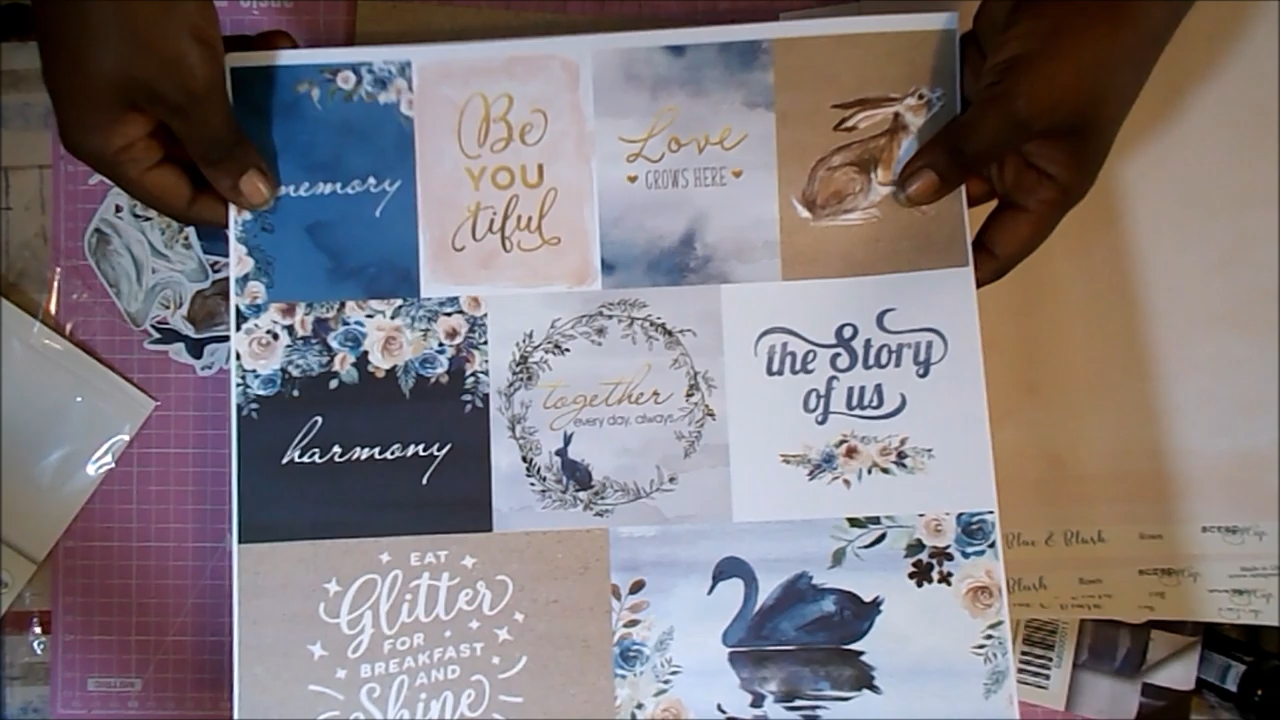 memory
Be
YOU
tiful
Love
GROWS HERE
harmony
together
every day, always
the Story
of us
EAT
Glitter
FOR
BREAKFAST
AND
Shine
Blue & Blush
Blush